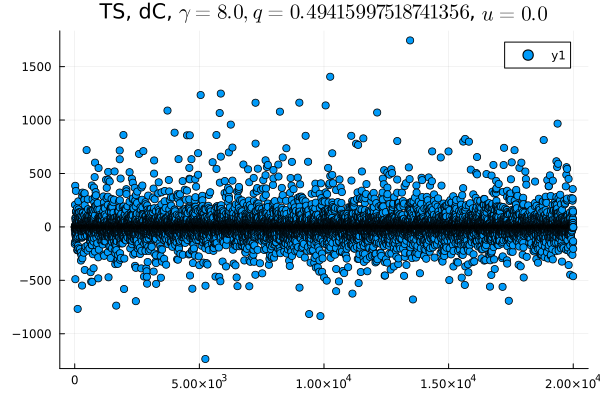 TS, dC, γ = 8.0, q = 0.49415997518741356, u = 0.0
y1
1500
1000
500
0
−500
−1000
0 5.00×10³ 1.00×10⁴ 1.50×10⁴ 2.00×10⁴